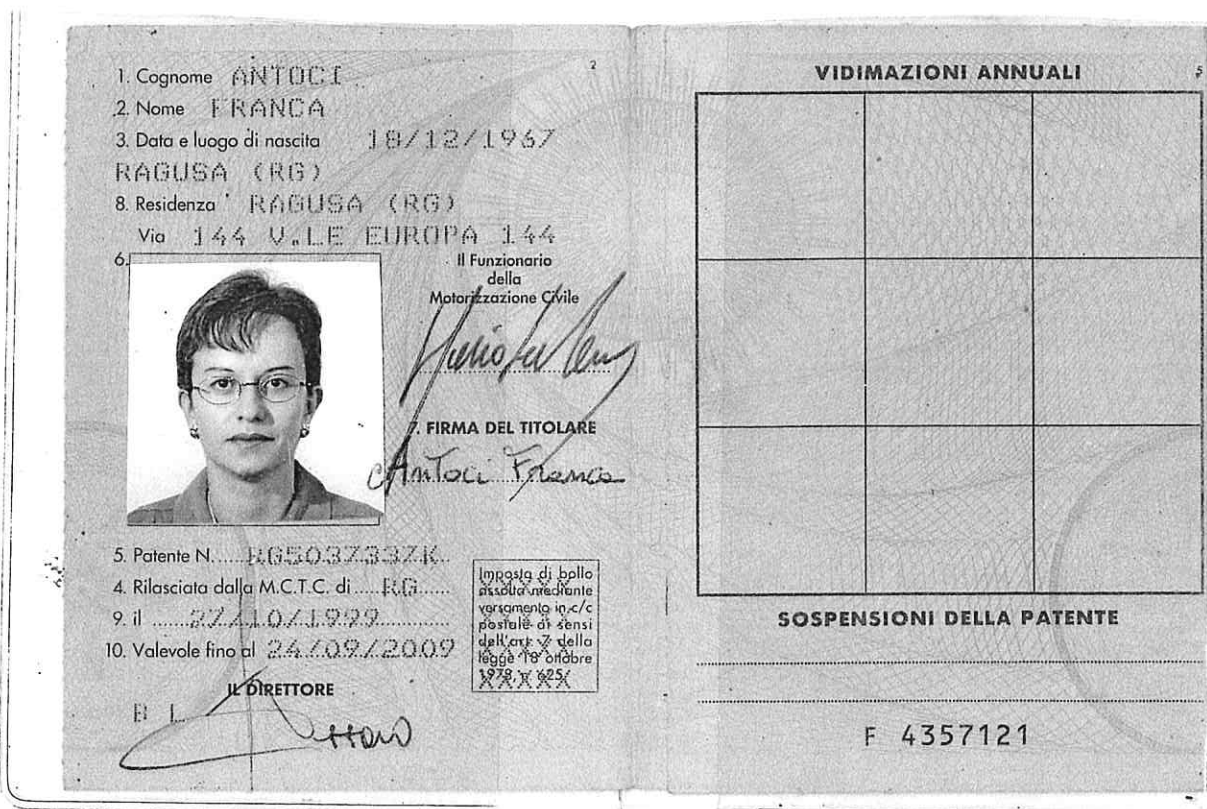 2
1. Cognome ANTOCI
2. Nome FRANCA
3. Data e luogo di nascita 18/12/1967
RAGUSA (RG)
8. Residenza RAGUSA (RG)
Via 144 V.LE EUROPA 144
6.
Il Funzionario
della
Motorizzazione Civile
7. FIRMA DEL TITOLARE
Antoci Franca
5. Patente N. RG5037337K
4. Rilasciata dalla M.C.T.C. di RG
9. il 27/10/1999
10. Valevole fino al 24/09/2009
IL DIRETTORE
Imposta di bollo
assolta mediante
versamento in c/c
postale ai sensi
dell'art. 7 della
legge 18 ottobre
1978, n. 625
VIDIMAZIONI ANNUALI
5
SOSPENSIONI DELLA PATENTE
F 4357121